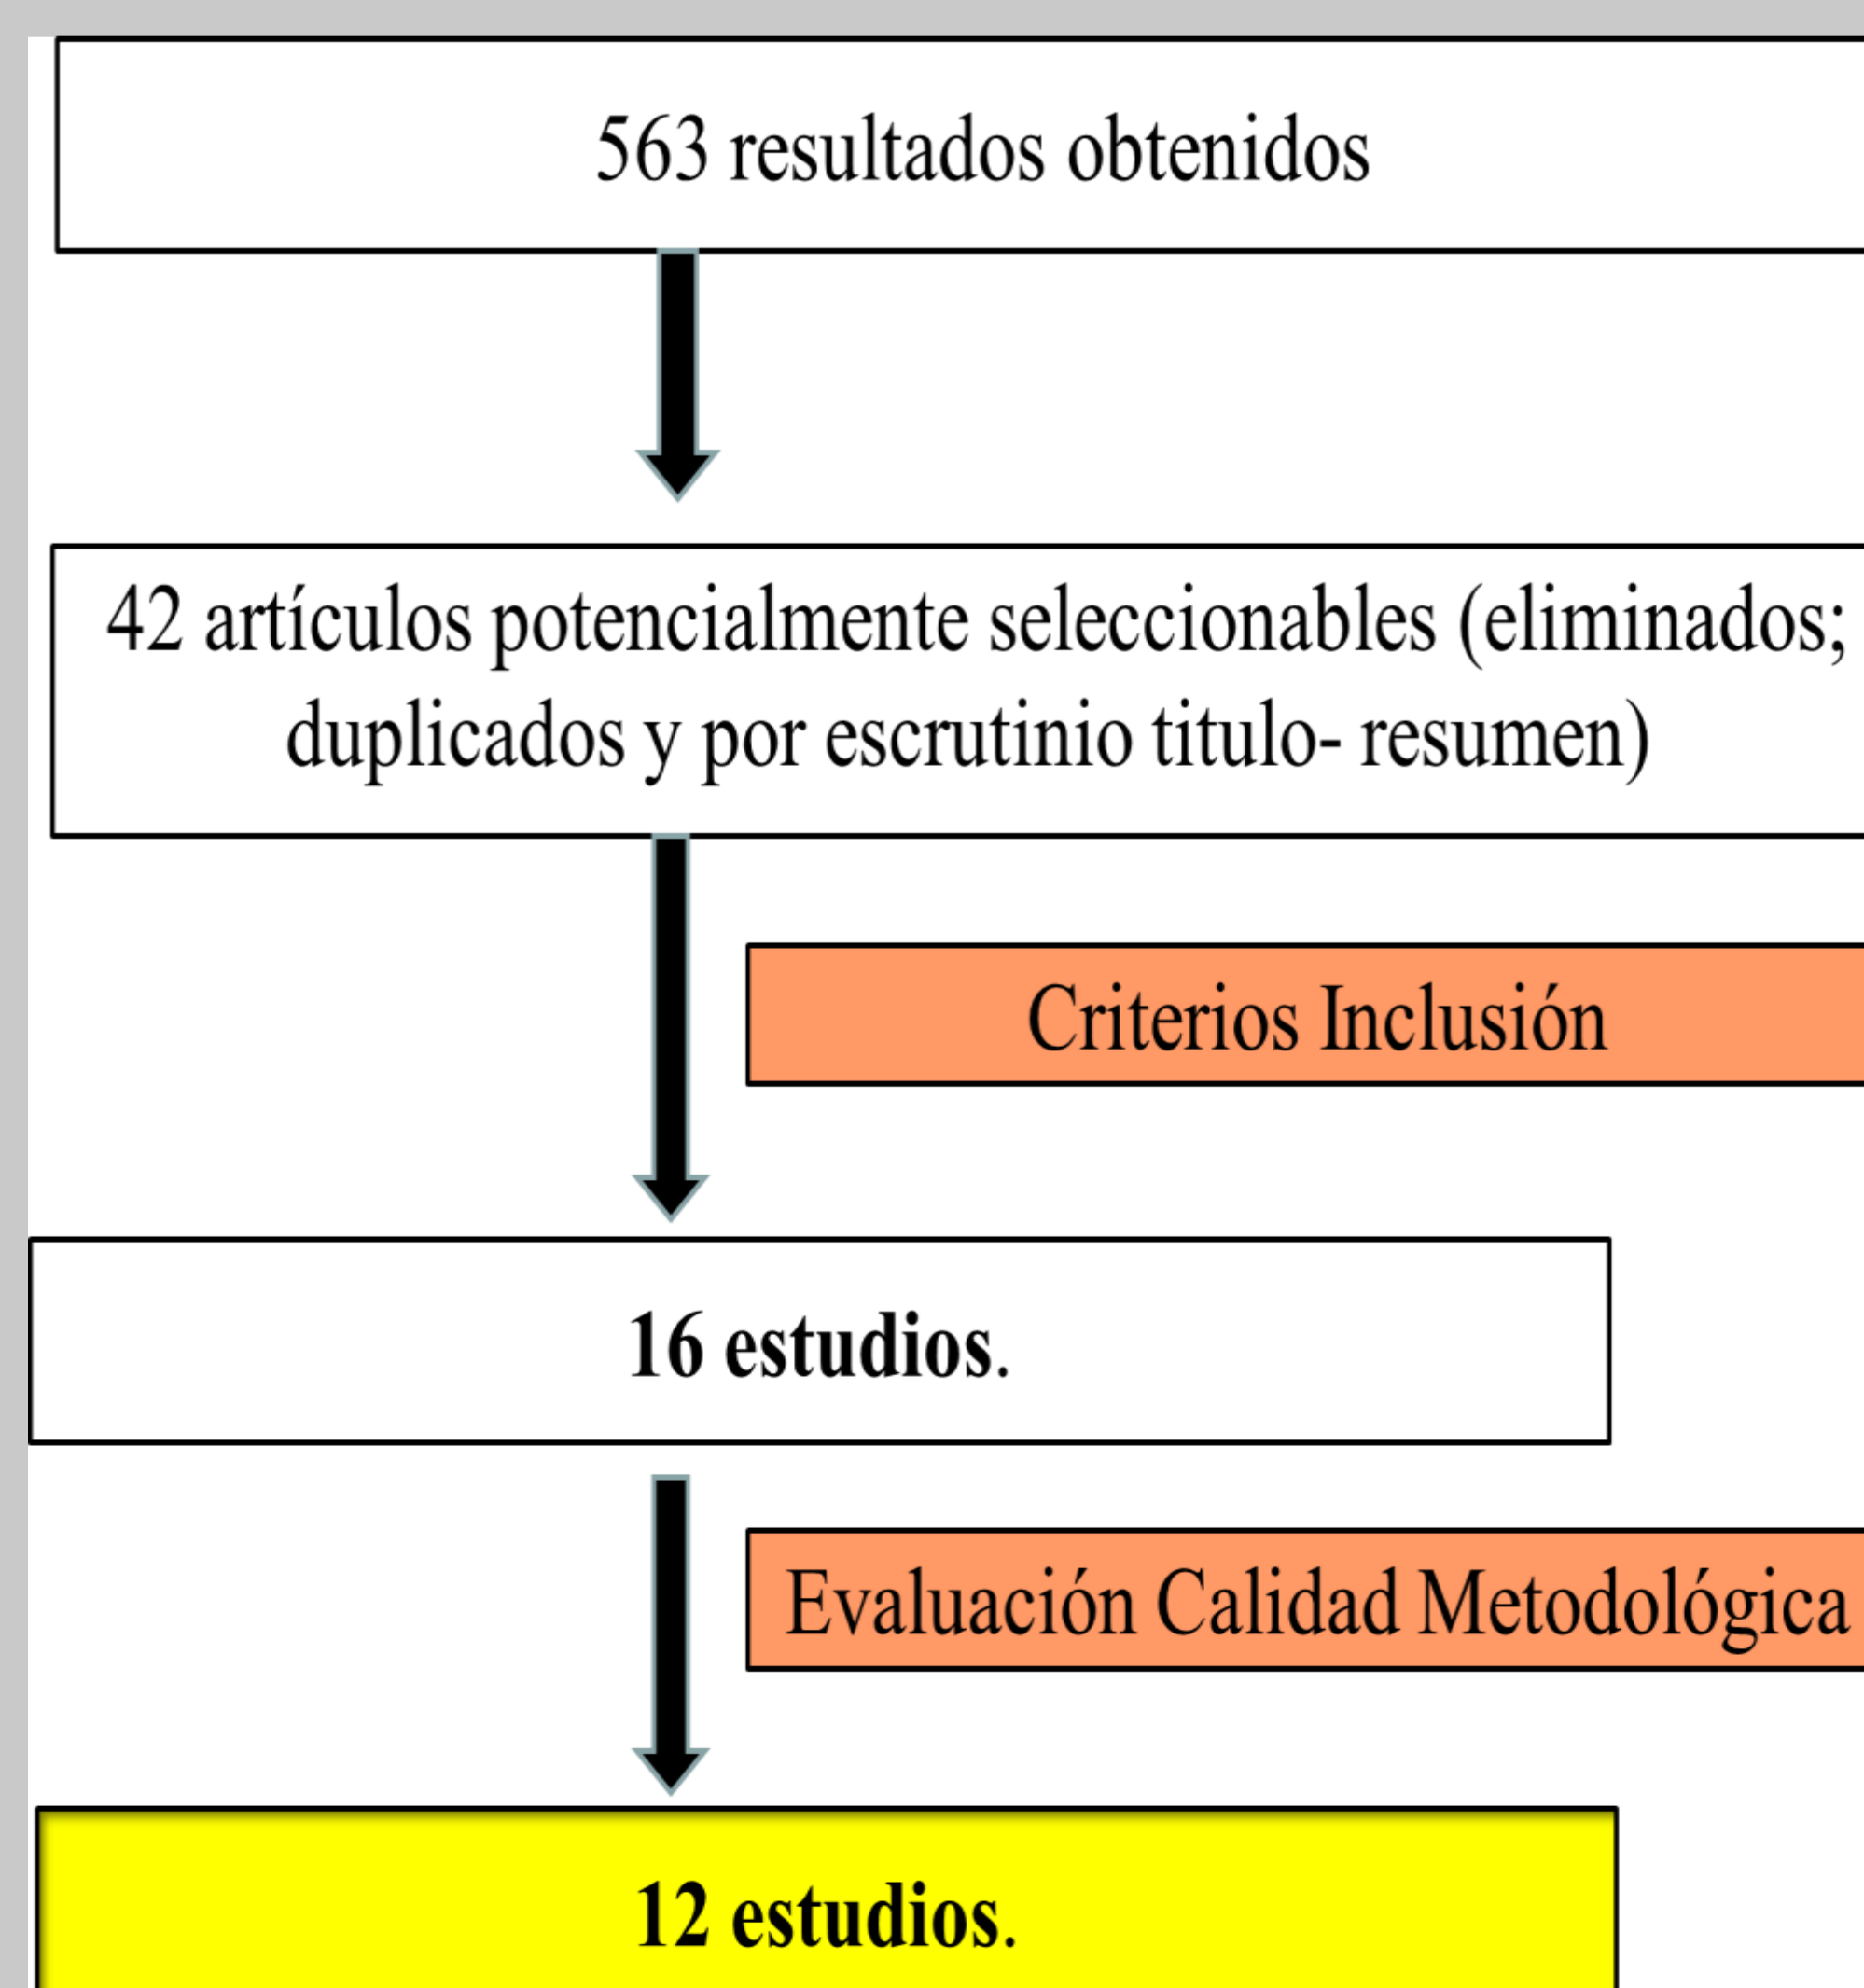 563 resultados obtenidos
42 artículos potencialmente seleccionables (eliminados;
duplicados y por escrutinio titulo- resumen)
Criterios Inclusión
16 estudios.
Evaluación Calidad Metodológica
12 estudios.